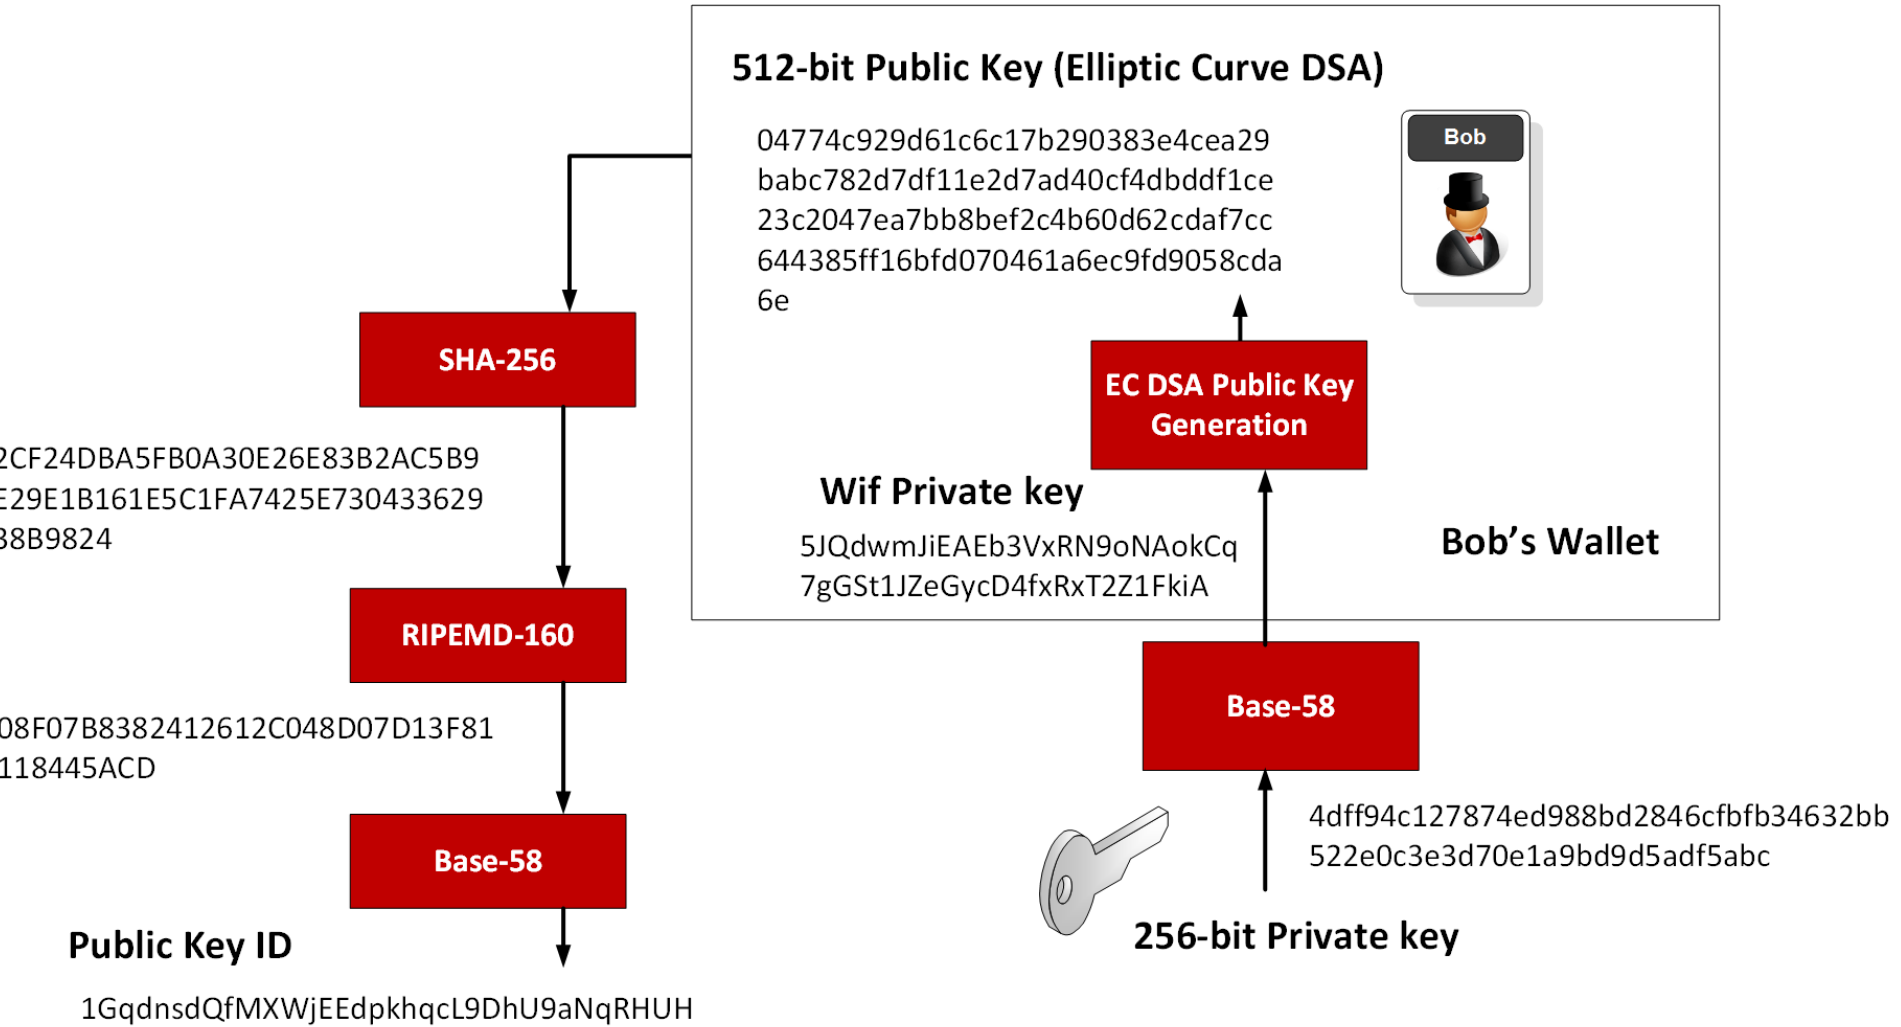 512-bit Public Key (Elliptic Curve DSA)
04774c929d61c6c17b290383e4cea29
babc782d7df11e2d7ad40cf4dbddf1ce
23c2047ea7bb8bef2c4b60d62cdaf7cc
644385ff16bfd070461a6ec9fd9058cda
6e
Bob
SHA-256
EC DSA Public Key
Generation
2CF24DBA5FB0A30E26E83B2AC5B9
E29E1B161E5C1FA7425E730433629
38B9824
Wif Private key
5JQdwmJiEAEb3VxRN9oNAokCq
7gGSt1JZeGycD4fxRxT2Z1FkiA
Bob’s Wallet
RIPEMD-160
08F07B8382412612C048D07D13F81
118445ACD
Base-58
Base-58
4dff94c127874ed988bd2846cfbfb34632bb
522e0c3e3d70e1a9bd9d5adf5abc
256-bit Private key
Public Key ID
1GqdnsdQfMXWjEEdpkhqcL9DhU9aNqRHUH